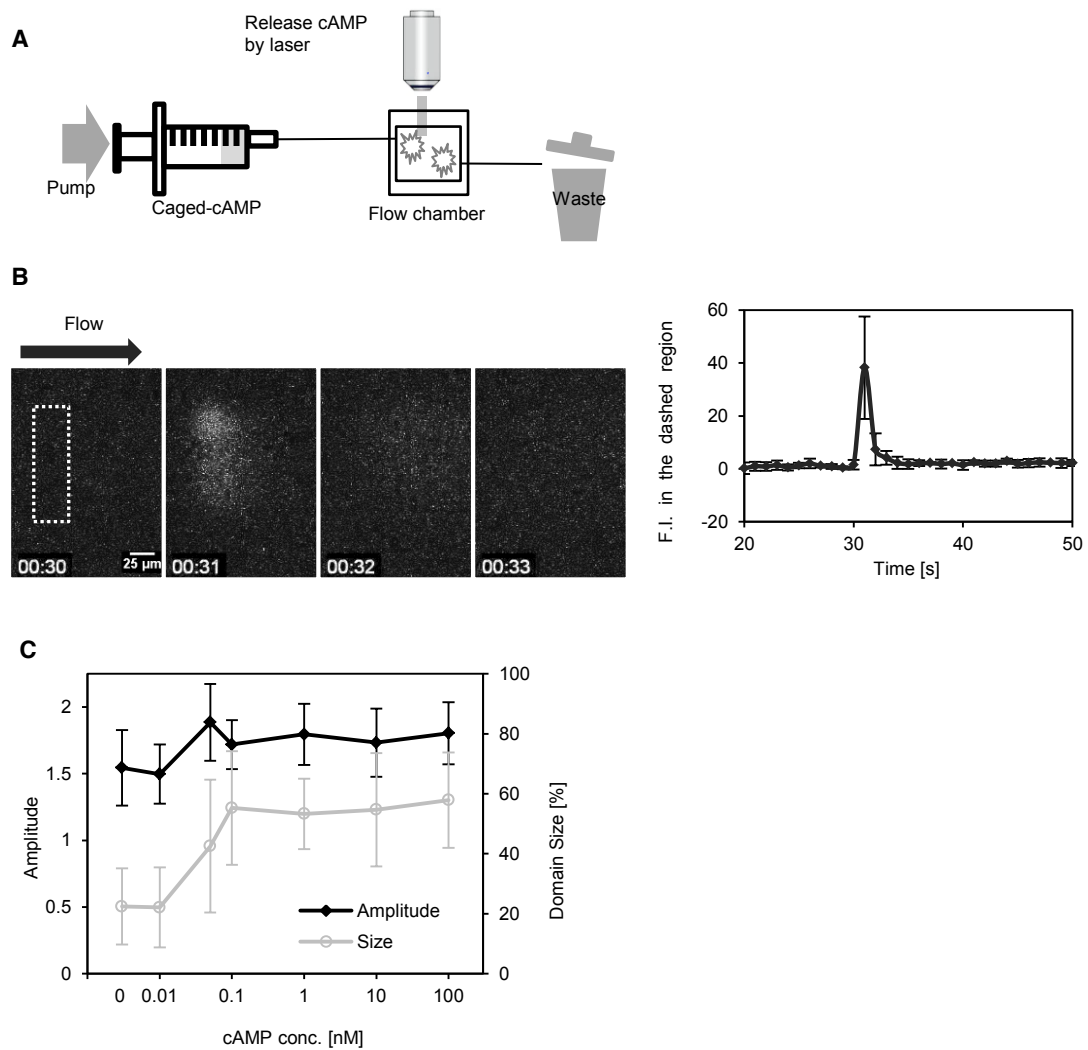 A
Release cAMP
by laser
Pump
Caged-cAMP
Flow chamber
Waste
B
Flow
00:30
25 µm
00:31
00:32
00:33
F.I. in the dashed region
60
40
20
0
-20
20
30
40
50
Time [s]
C
Amplitude
2
1.5
1
0.5
0
100
80
60
40
20
0
Domain Size [%]
Amplitude
Size
0
0.01
0.1
1
10
100
cAMP conc. [nM]